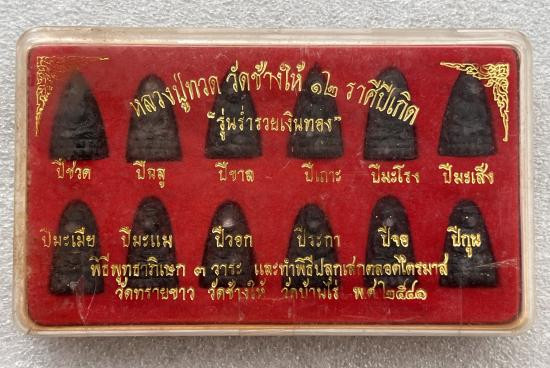 หลวงปู่ทวด วัดช้างให้ ๑๒ ราศีปีเกิด
"รุ่นร่ำรวยเงินทอง"
ปีชวด ปีฉลู ปีขาล ปีเถาะ ปีมะโรง ปีมะเส็ง
ปีมะเมีย ปีมะแม ปีวอก ปีระกา ปีจอ ปีกุน
พิธีพุทธาภิเษก ๓ วาระ และทำพิธีปลุกเสกตลอดไตรมาส
วัดทรายขาว วัดช้างให้ วัดบ้านไร่ พ.ศ ๒๕๔๑